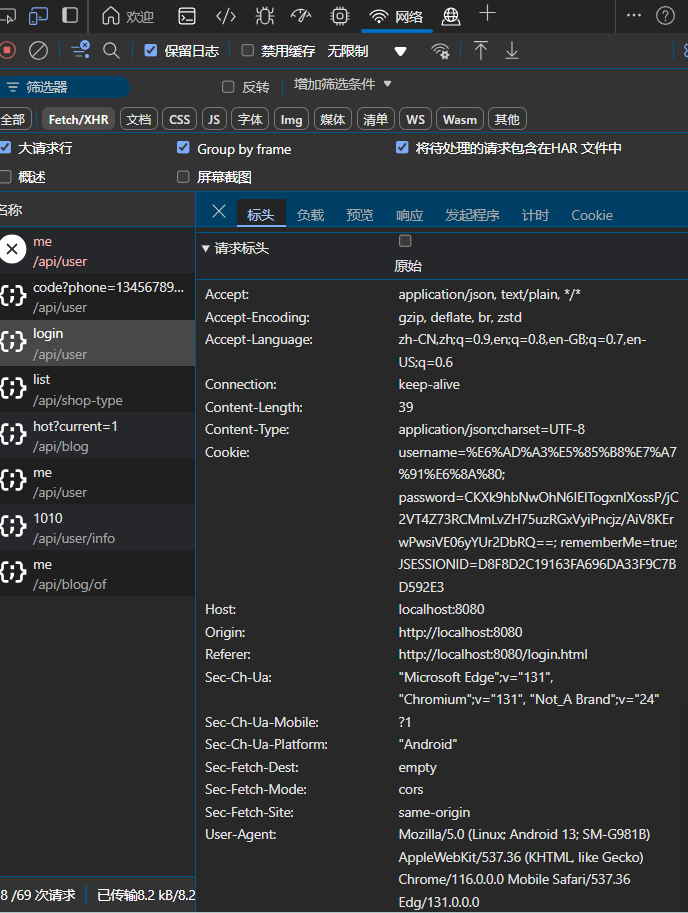 欢迎 网络
保留日志 禁用缓存 无限制
筛选器 反转 增加筛选条件
全部 Fetch/XHR 文档 CSS JS 字体 Img 媒体 清单 WS Wasm 其他
大请求行 Group by frame 将待处理的请求包含在HAR 文件中
概述 屏幕截图
名称
me
/api/user
code?phone=13456789...
/api/user
login
/api/user
list
/api/shop-type
hot?current=1
/api/blog
me
/api/user
1010
/api/user/info
me
/api/blog/of
8 /69 次请求 已传输8.2 kB/8.2
标头 负载 预览 响应 发起程序 计时 Cookie
请求标头
原始
Accept: application/json, text/plain, */*
Accept-Encoding: gzip, deflate, br, zstd
Accept-Language: zh-CN,zh;q=0.9,en;q=0.8,en-GB;q=0.7,en-
US;q=0.6
Connection: keep-alive
Content-Length: 39
Content-Type: application/json;charset=UTF-8
Cookie: username=%E6%AD%A3%E5%85%B8%E7%A7
%91%E6%8A%80;
password=CKXk9hbNwOhN6IEITogxnlXossP/jC
2VT4Z73RCMmLvZH75uzRGxVyiPncjz/AiV8KEr
wPwsiVE06yYUr2DbRQ==; rememberMe=true;
JSESSIONID=D8F8D2C19163FA696DA33F9C7B
D592E3
Host: localhost:8080
Origin: http://localhost:8080
Referer: http://localhost:8080/login.html
Sec-Ch-Ua: "Microsoft Edge";v="131",
"Chromium";v="131", "Not_A Brand";v="24"
Sec-Ch-Ua-Mobile: ?1
Sec-Ch-Ua-Platform: "Android"
Sec-Fetch-Dest: empty
Sec-Fetch-Mode: cors
Sec-Fetch-Site: same-origin
User-Agent: Mozilla/5.0 (Linux; Android 13; SM-G981B)
AppleWebKit/537.36 (KHTML, like Gecko)
Chrome/116.0.0.0 Mobile Safari/537.36
Edg/131.0.0.0